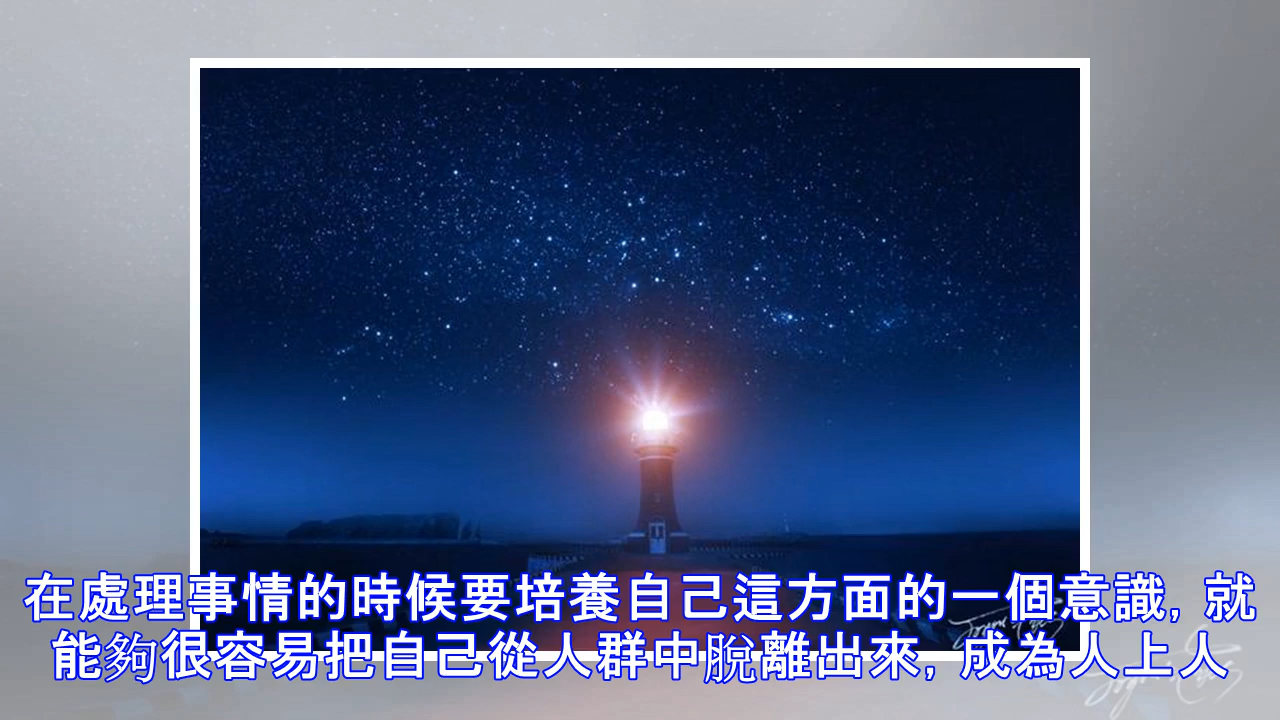 在處理事情的時候要培養自己這方面的一個意識, 就
能夠很容易把自己從人群中脫離出來, 成為人上人